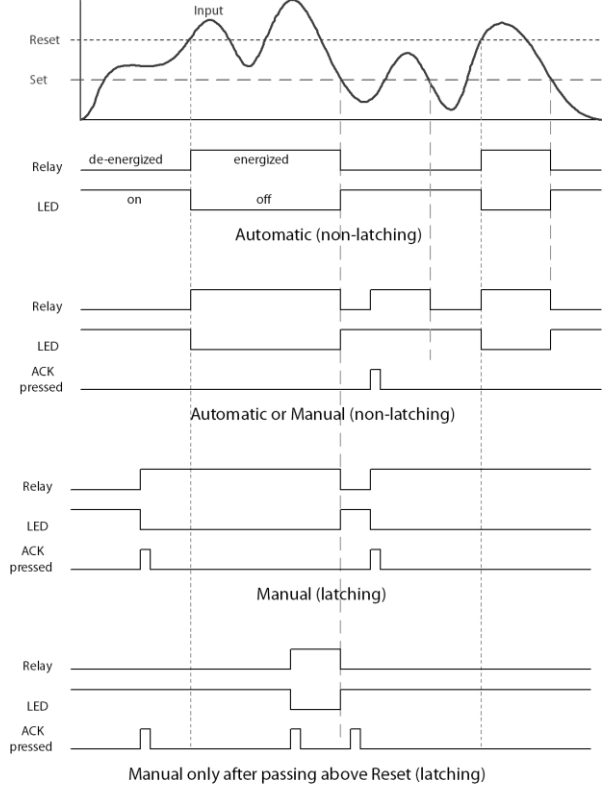 Input
Reset
Set
de-energized energized
Relay
on off
LED
Automatic (non-latching)
Relay
LED
ACK
pressed
Automatic or Manual (non-latching)
Relay
LED
ACK
pressed
Manual (latching)
Relay
LED
ACK
pressed
Manual only after passing above Reset (latching)